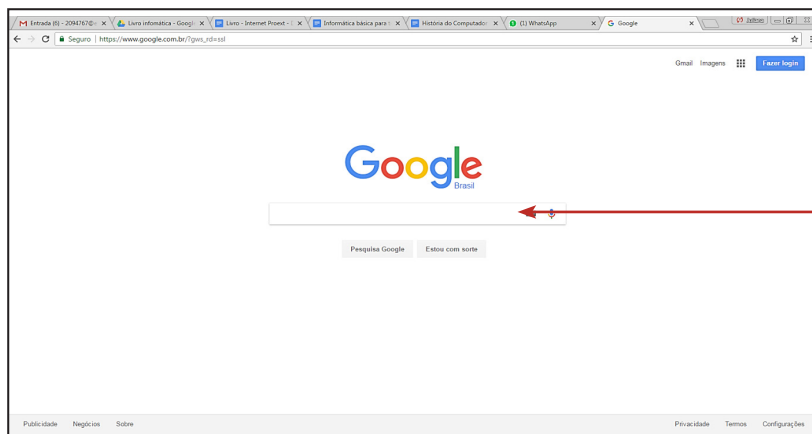 Entrada (6) - 2094767@ Livro infomática - Googl Livro - Internet Proext - Informática básica para História do Computador (1) WhatsApp Google
Seguro https://www.google.com.br/?gws_rd=ssl
Gmail Imagens Fazer login
Google
Brasil
Pesquisa Google Estou com sorte
Publicidade Negócios Sobre Privacidade Termos Configurações